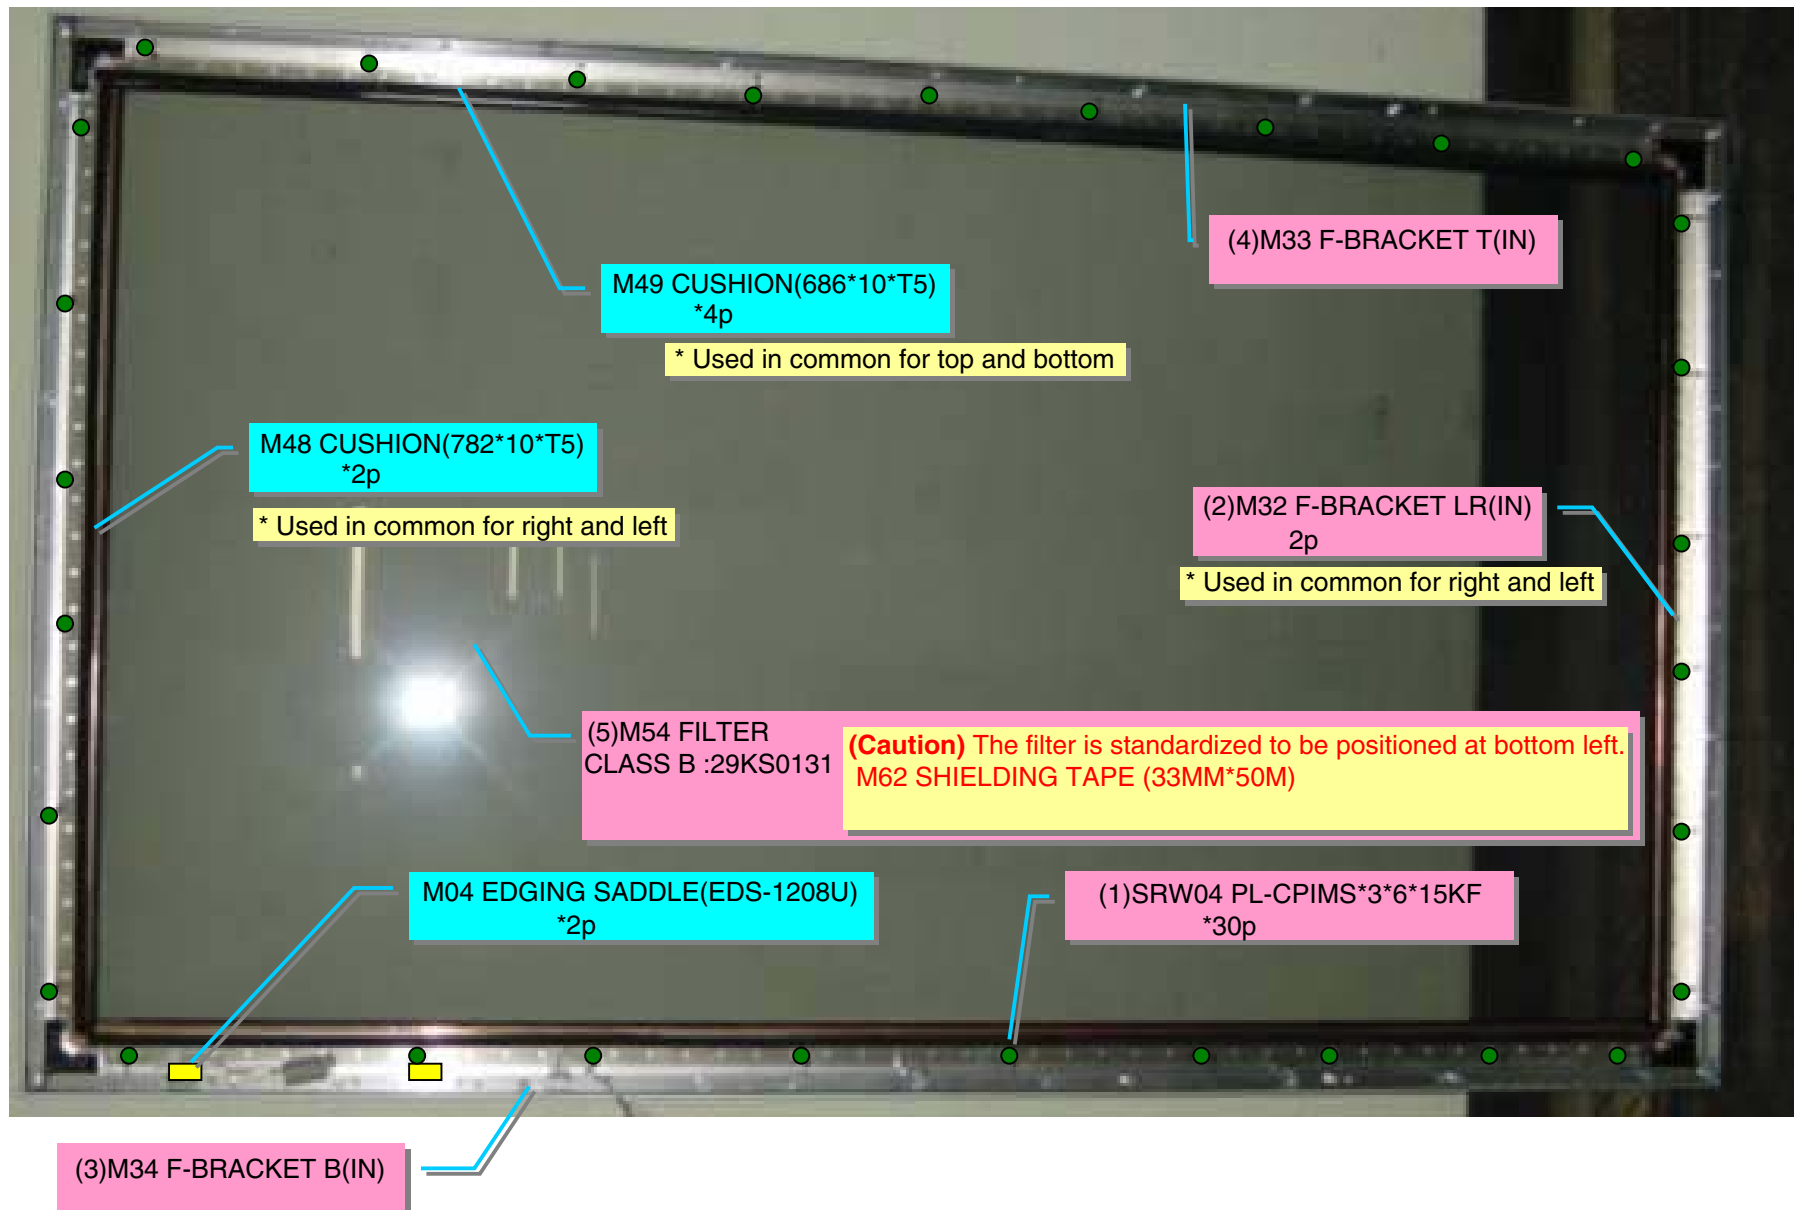 (4)M33 F-BRACKET T(IN)
M49 CUSHION(686*10*T5)
*4p
* Used in common for top and bottom
M48 CUSHION(782*10*T5)
*2p
* Used in common for right and left
(2)M32 F-BRACKET LR(IN)
2p
* Used in common for right and left
(5)M54 FILTER
CLASS B :29KS0131
(Caution) The filter is standardized to be positioned at bottom left.
M62 SHIELDING TAPE (33MM*50M)
M04 EDGING SADDLE(EDS-1208U)
*2p
(1)SRW04 PL-CPIMS*3*6*15KF
*30p
(3)M34 F-BRACKET B(IN)